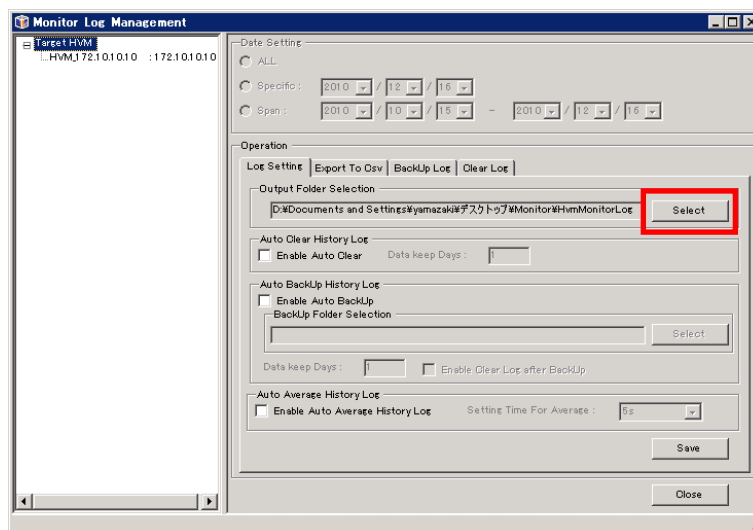 Monitor Log Management
Target HVM
HVM_172.10.10.10 : 172.10.10.10
Date Setting
ALL
Specific : 2010 / 12 / 16
Span : 2010 / 10 / 15 - 2010 / 12 / 16
Operation
Log Setting Export To Csv BackUp Log Clear Log
Output Folder Selection
D:¥Documents and Settings¥yamazaki¥デスクトップ¥Monitor¥HvmMonitorLog Select
Auto Clear History Log
Enable Auto Clear Data keep Days : 1
Auto BackUp History Log
Enable Auto BackUp
BackUp Folder Selection
Select
Data keep Days : 1 Enable Clear Log after BackUp
Auto Average History Log
Enable Auto Average History Log Setting Time For Average : 5s
Save
Close